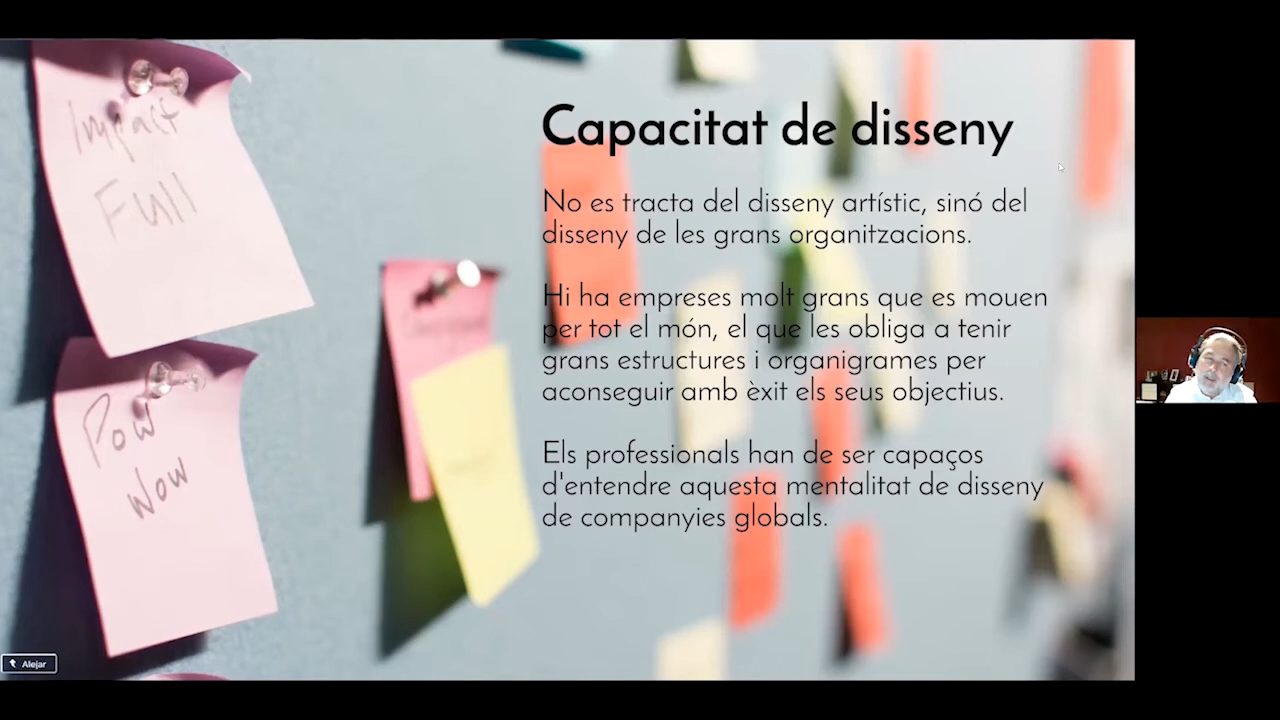 Impact
Full
Pow
Wow
Capacitat de disseny
No es tracta del disseny artístic, sinó del
disseny de les grans organitzacions.
Hi ha empreses molt grans que es mouen
per tot el món, el que les obliga a tenir
grans estructures i organigrames per
aconseguir amb èxit els seus objectius.
Els professionals han de ser capaços
d'entendre aquesta mentalitat de disseny
de companyies globals.
Alejar